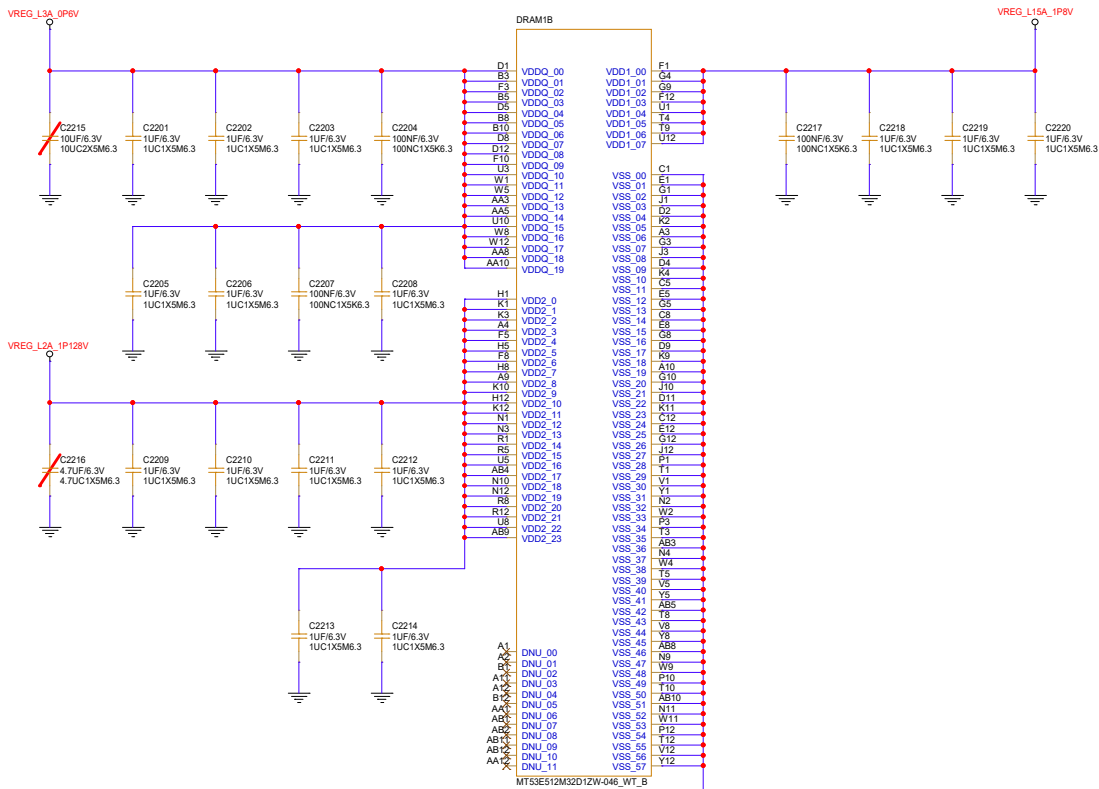 VREG_L3A_0P6V
DRAM1B
VREG_L15A_1P8V
C2215
10UF/6.3V
10UC2X5M6.3
C2201
1UF/6.3V
1UC1X5M6.3
C2202
1UF/6.3V
1UC1X5M6.3
C2203
1UF/6.3V
1UC1X5M6.3
C2204
100NF/6.3V
100NC1X5K6.3
D1 VDDQ_00
B3 VDDQ_01
F3 VDDQ_02
B5 VDDQ_03
D5 VDDQ_04
B8 VDDQ_05
B10 VDDQ_06
D8 VDDQ_07
D12 VDDQ_08
F10 VDDQ_09
U3 VDDQ_10
W1 VDDQ_11
W5 VDDQ_12
AA3 VDDQ_13
AA5 VDDQ_14
U10 VDDQ_15
W8 VDDQ_16
W12 VDDQ_17
AA8 VDDQ_18
AA10 VDDQ_19
VDD1_00 F1
VDD1_01 G4
VDD1_02 G9
VDD1_03 F12
VDD1_04 U1
VDD1_05 T4
VDD1_06 T9
VDD1_07 U12
C2217
100NF/6.3V
100NC1X5K6.3
C2218
1UF/6.3V
1UC1X5M6.3
C2219
1UF/6.3V
1UC1X5M6.3
C2220
1UF/6.3V
1UC1X5M6.3
C2205
1UF/6.3V
1UC1X5M6.3
C2206
1UF/6.3V
1UC1X5M6.3
C2207
100NF/6.3V
100NC1X5K6.3
C2208
1UF/6.3V
1UC1X5M6.3
VREG_L2A_1P128V
C2216
4.7UF/6.3V
4.7UC1X5M6.3
C2209
1UF/6.3V
1UC1X5M6.3
C2210
1UF/6.3V
1UC1X5M6.3
C2211
1UF/6.3V
1UC1X5M6.3
C2212
1UF/6.3V
1UC1X5M6.3
H1 VDD2_0
K1 VDD2_1
K3 VDD2_2
A4 VDD2_3
F5 VDD2_4
H5 VDD2_5
F8 VDD2_6
H8 VDD2_7
A9 VDD2_8
K10 VDD2_9
H12 VDD2_10
K12 VDD2_11
N1 VDD2_12
N3 VDD2_13
R1 VDD2_14
R5 VDD2_15
U5 VDD2_16
AB4 VDD2_17
N10 VDD2_18
N12 VDD2_19
R8 VDD2_20
R12 VDD2_21
U8 VDD2_22
AB9 VDD2_23
C2213
1UF/6.3V
1UC1X5M6.3
C2214
1UF/6.3V
1UC1X5M6.3
A1 DNU_00
A2 DNU_01
B1 DNU_02
A11 DNU_03
A12 DNU_04
B12 DNU_05
AA1 DNU_06
AB1 DNU_07
AB2 DNU_08
AB11 DNU_09
AB12 DNU_10
AA12 DNU_11
VSS_00 C1
VSS_01 E1
VSS_02 G1
VSS_03 J1
VSS_04 D2
VSS_05 K2
VSS_06 A3
VSS_07 G3
VSS_08 J3
VSS_09 D4
VSS_10 K4
VSS_11 C5
VSS_12 E5
VSS_13 G5
VSS_14 C8
VSS_15 E8
VSS_16 G8
VSS_17 D9
VSS_18 K9
VSS_19 A10
VSS_20 G10
VSS_21 J10
VSS_22 D11
VSS_23 K11
VSS_24 C12
VSS_25 E12
VSS_26 G12
VSS_27 J12
VSS_28 P1
VSS_29 T1
VSS_30 V1
VSS_31 Y1
VSS_32 N2
VSS_33 W2
VSS_34 P3
VSS_35 T3
VSS_36 AB3
VSS_37 N4
VSS_38 W4
VSS_39 T5
VSS_40 V5
VSS_41 Y5
VSS_42 AB5
VSS_43 T8
VSS_44 V8
VSS_45 Y8
VSS_46 AB8
VSS_47 N9
VSS_48 W9
VSS_49 P10
VSS_50 T10
VSS_51 AB10
VSS_52 N11
VSS_53 W11
VSS_54 P12
VSS_55 T12
VSS_56 V12
VSS_57 Y12
MT53E512M32D1ZW-046_WT_B